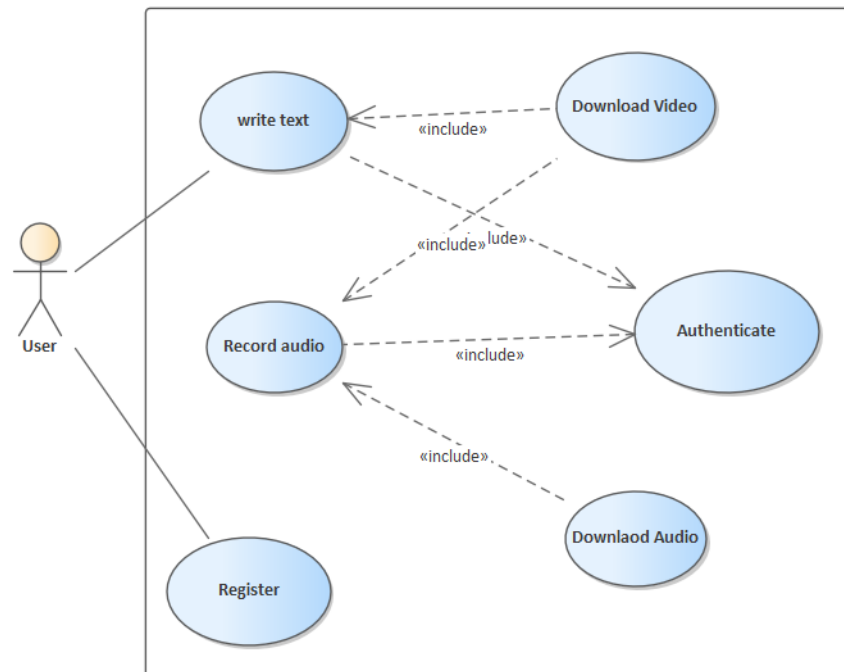 write text
Download Video
«include»
«include»
lude»
User
Record audio
Authenticate
«include»
«include»
Downlaod Audio
Register